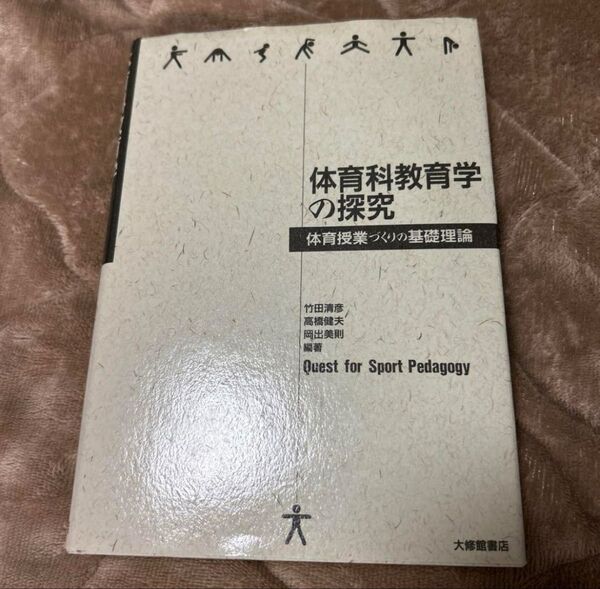 体育科教育学
の探究
体育授業づくりの基礎理論
竹田清彦
高橋健夫
岡出美則
編著
Quest for Sport Pedagogy
大修館書店